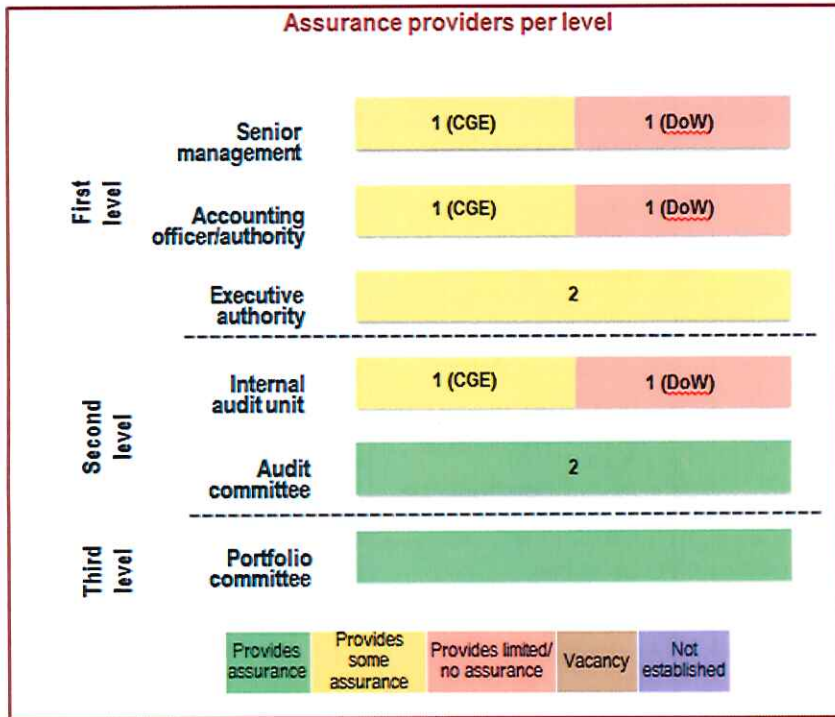 Assurance providers per level
First
level
Senior
management
1 (CGE)
1 (DoW)
Accounting
officer/authority
1 (CGE)
1 (DoW)
Executive
authority
2
Second
level
Internal
audit unit
1 (CGE)
1 (DoW)
Audit
committee
2
Third
level
Portfolio
committee
Provides
assurance
Provides
some
assurance
Provides limited/
no assurance
Vacancy
Not
established